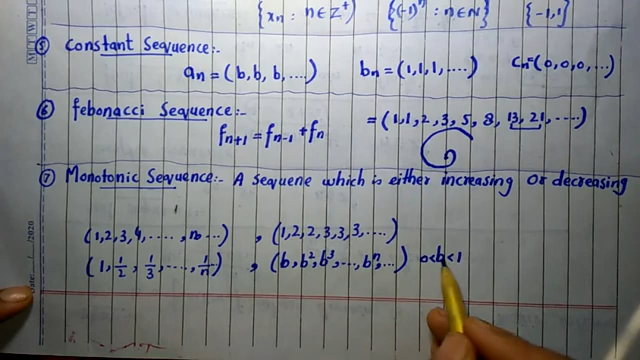 {xₙ : n∈Z⁺} {(-1)ⁿ : n∈N} {-1,1}
⑤ Constant Sequence:-
aₙ = (b, b, b, ....) bₙ = (1,1,1, ....) Cₙ=(0,0,0,...)
⑥ febonacci Sequence:-
fₙ₊₁ = fₙ₋₁ + fₙ = (1,1,2,3,5,8,13,21,....)
⑦ Monotonic Sequence:- A sequene which is either increasing Or decreasing
(1,2,3,4,....., n ...) , (1,2,2,3,3,3,....)
(1, 1/2, 1/3, ..., 1/n) , (b, b², b³, ..., bⁿ, ...) 0<b<1